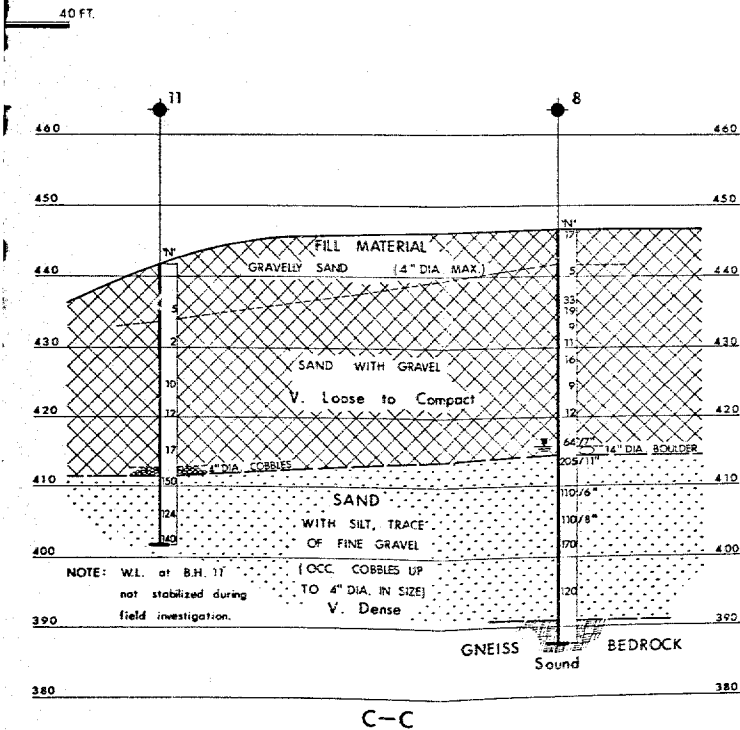 40 FT.
11
8
460
460
450
450
'N'
'N'
17
FILL MATERIAL
GRAVELLY SAND (4" DIA. MAX.)
440
5
440
33
5
19
9
430
2
11
430
SAND WITH GRAVEL
16
10
9
V. Loose to Compact
420
12
12
420
17
64/7"
14" DIA. BOULDER
4" DIA. COBBLES
205/11"
410
150
410
SAND
110/6"
WITH SILT, TRACE
124
110/8"
OF FINE GRAVEL
140
170
400
400
NOTE: W.L. at B.H. 11
(OCC. COBBLES UP
not stabilized during
TO 4" DIA. IN SIZE)
120
field investigation.
V. Dense
390
390
GNEISS
BEDROCK
Sound
380
380
C-C